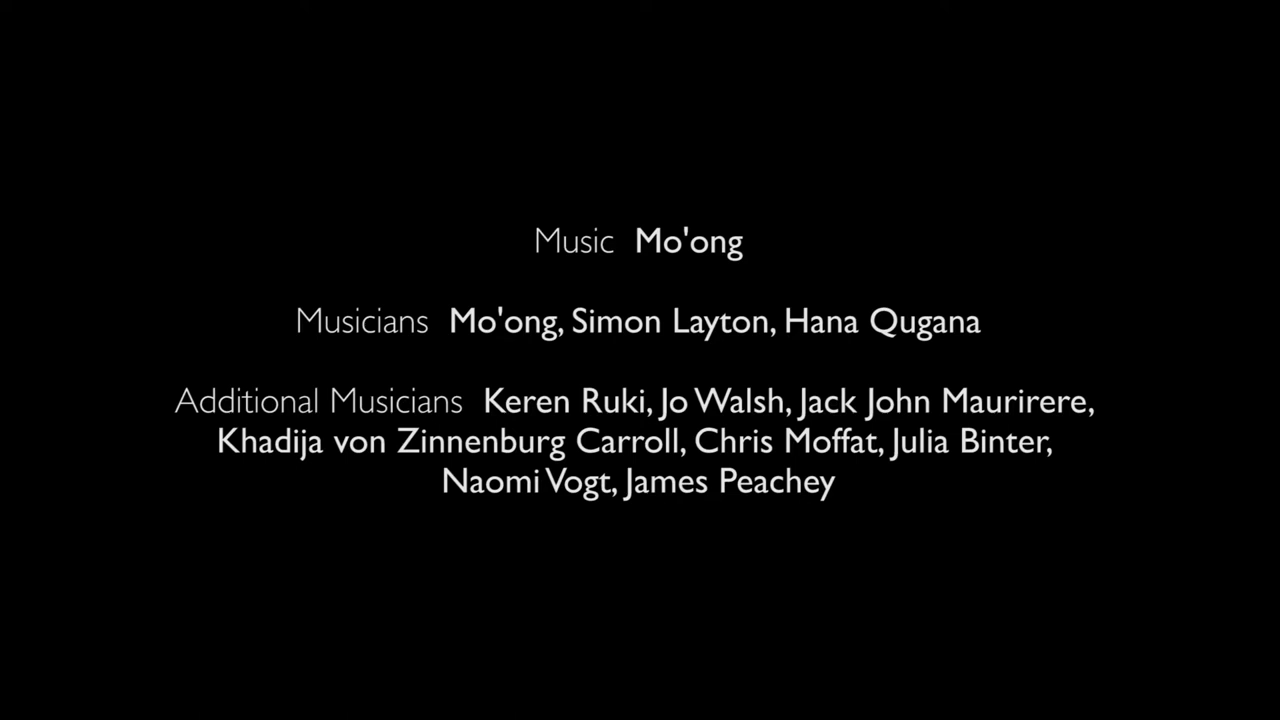 Music Mo'ong
Musicians Mo'ong, Simon Layton, Hana Qugana
Additional Musicians Keren Ruki, Jo Walsh, Jack John Maurirere,
Khadija von Zinnenburg Carroll, Chris Moffat, Julia Binter,
Naomi Vogt, James Peachey